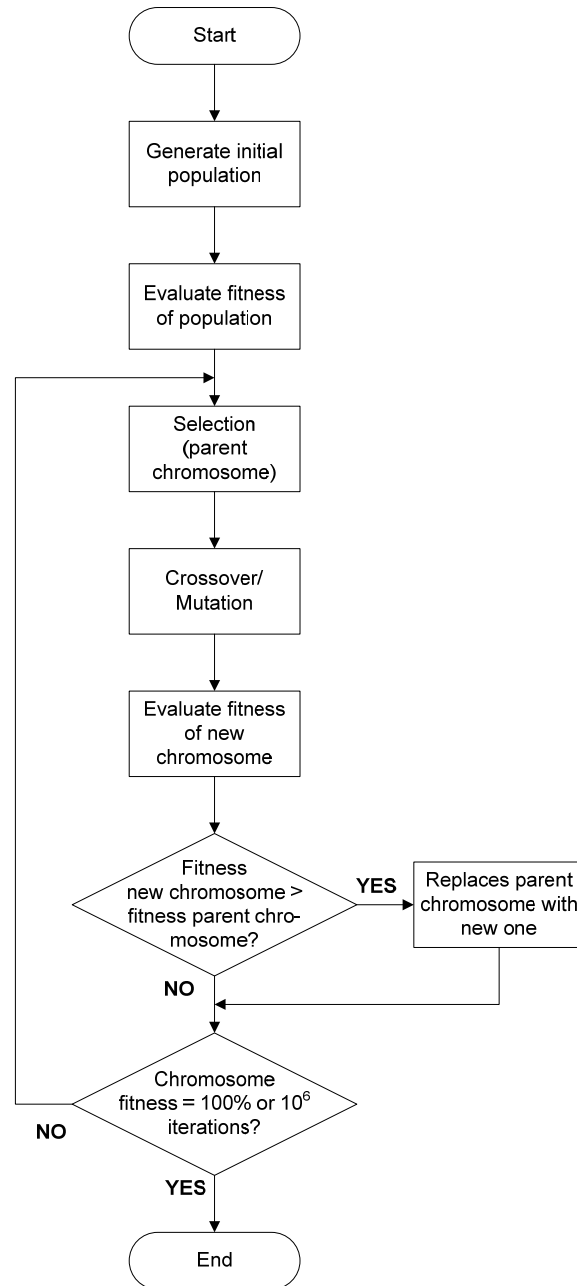 Start
Generate initial
population
Evaluate fitness
of population
Selection
(parent
chromosome)
Crossover/
Mutation
Evaluate fitness
of new
chromosome
Fitness
new chromosome >
fitness parent chro-
mosome?
YES
Replaces parent
chromosome with
new one
NO
Chromosome
fitness = 100% or 10⁶
iterations?
NO
YES
End